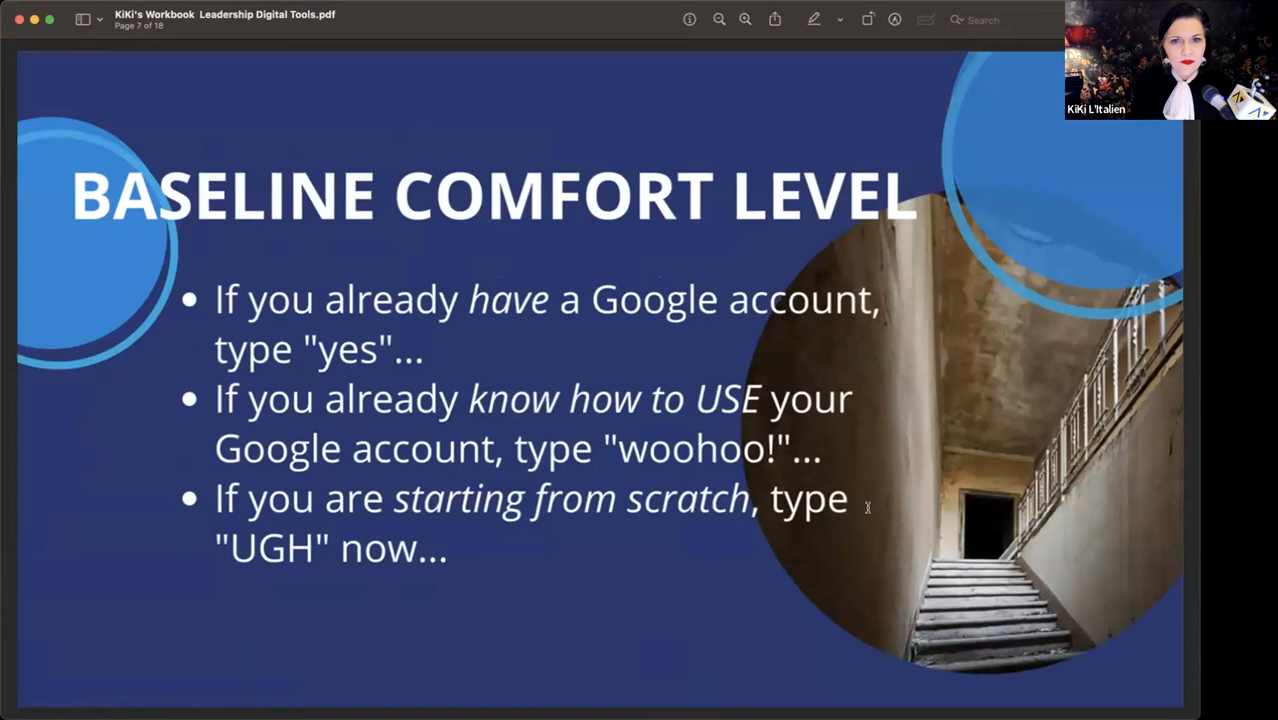 KiKi's Workbook Leadership Digital Tools.pdf
Page 7 of 18
Search
KiKi L'Italien
BASELINE COMFORT LEVEL
• If you already have a Google account,
type "yes"...
• If you already know how to USE your
Google account, type "woohoo!"...
• If you are starting from scratch, type
"UGH" now...